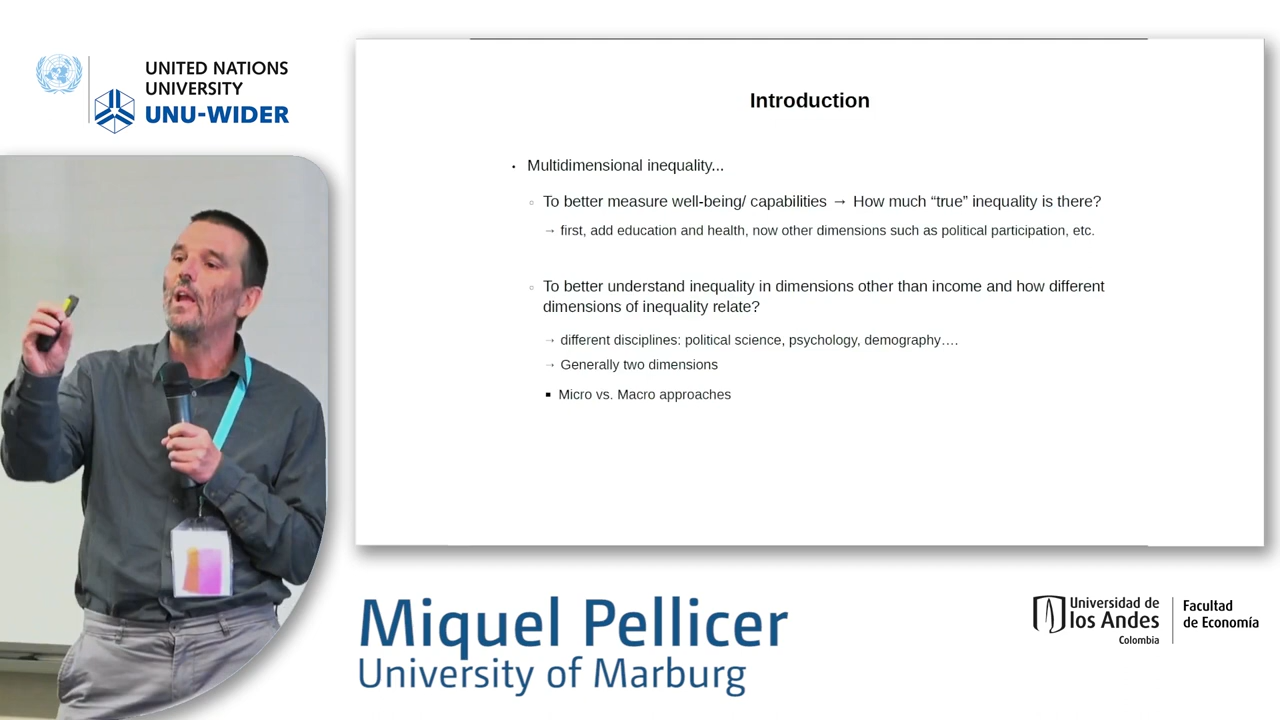 UNITED NATIONS
UNIVERSITY
UNU-WIDER
Introduction
• Multidimensional inequality...
○ To better measure well-being/ capabilities → How much “true” inequality is there?
→ first, add education and health, now other dimensions such as political participation, etc.
○ To better understand inequality in dimensions other than income and how different
dimensions of inequality relate?
→ different disciplines: political science, psychology, demography….
→ Generally two dimensions
▪ Micro vs. Macro approaches
Miquel Pellicer
University of Marburg
Universidad de
los Andes
Colombia
Facultad
de Economía